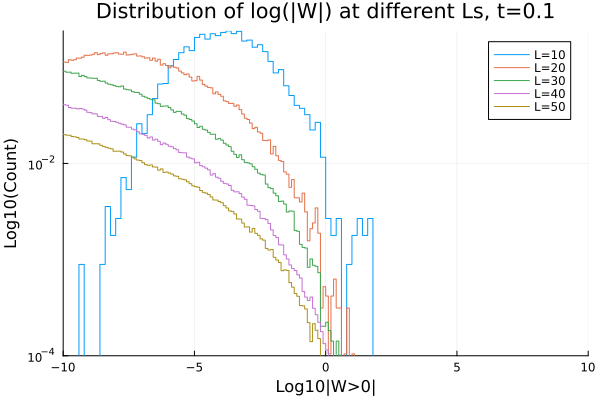 Distribution of log(|W|) at different Ls, t=0.1
L=10
L=20
L=30
L=40
L=50
Log10(Count)
10⁻²
10⁻⁴
−10
−5
0
5
10
Log10|W>0|